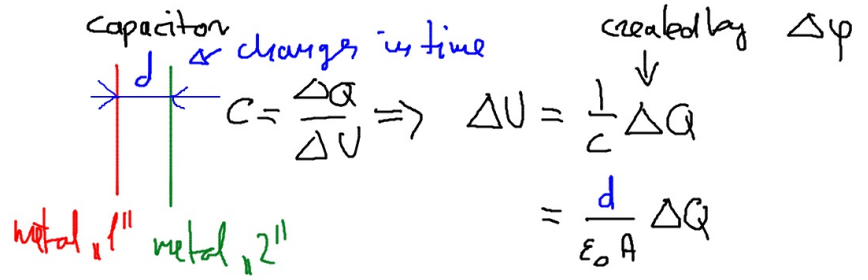 capacitor
created by Δφ
d changes in time
C = ΔQ/ΔU => ΔU = 1/C ΔQ
= d/(ε₀ A) ΔQ
metal „1" metal „2"